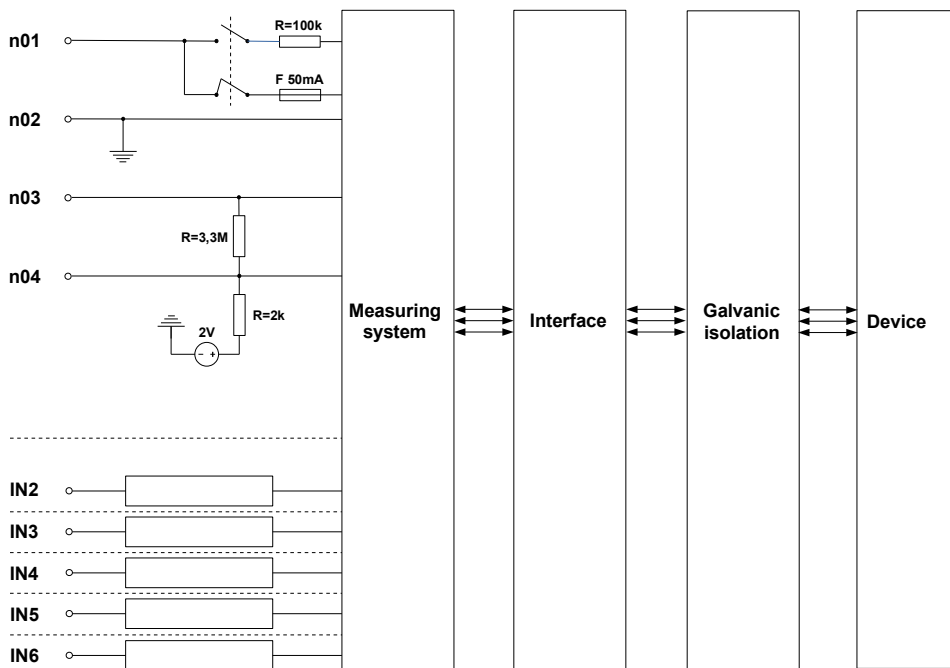 n01
R=100k
F 50mA
n02
n03
R=3,3M
n04
R=2k
2V
- +
Measuring
system
Interface
Galvanic
isolation
Device
IN2
IN3
IN4
IN5
IN6